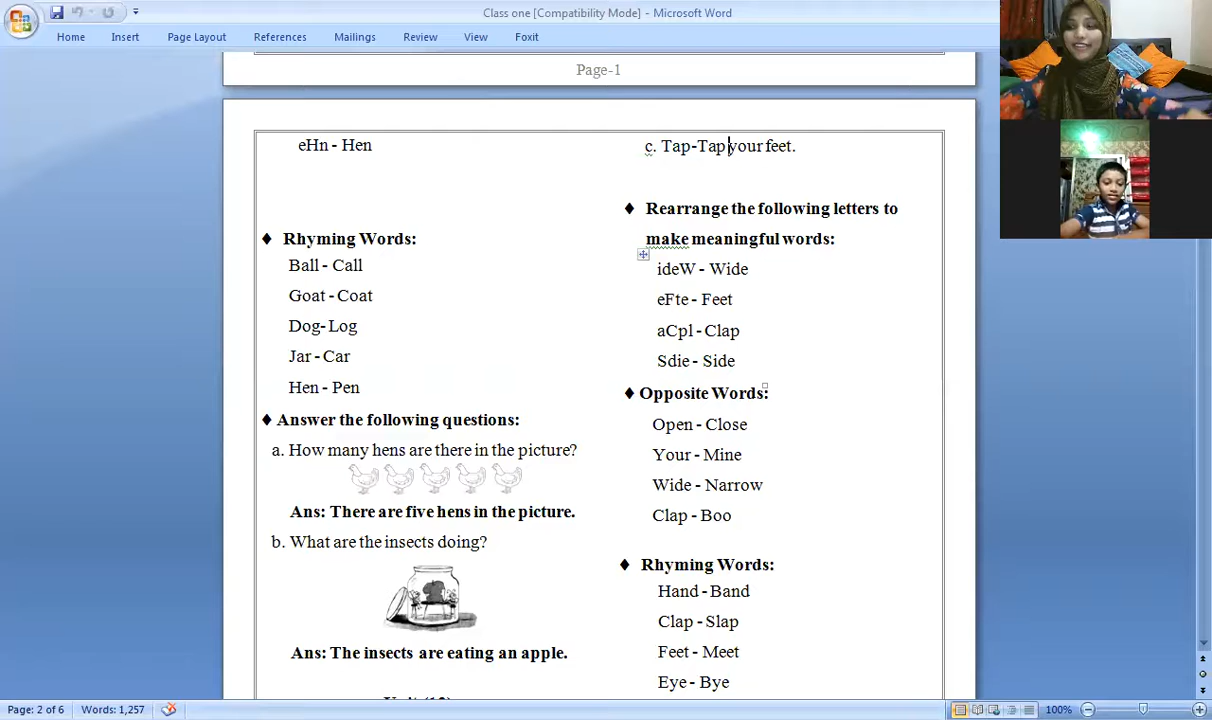 Class one [Compatibility Mode] - Microsoft Word
Home Insert Page Layout References Mailings Review View Foxit
Page-1
eHn - Hen
♦ Rhyming Words:
Ball - Call
Goat - Coat
Dog- Log
Jar - Car
Hen - Pen
♦ Answer the following questions:
a. How many hens are there in the picture?
Ans: There are five hens in the picture.
b. What are the insects doing?
Ans: The insects are eating an apple.
c. Tap-Tap your feet.
♦ Rearrange the following letters to
make meaningful words:
ideW - Wide
eFte - Feet
aCpl - Clap
Sdie - Side
♦ Opposite Words:
Open - Close
Your - Mine
Wide - Narrow
Clap - Boo
♦ Rhyming Words:
Hand - Band
Clap - Slap
Feet - Meet
Eye - Bye
Page: 2 of 6 Words: 1,257 100%